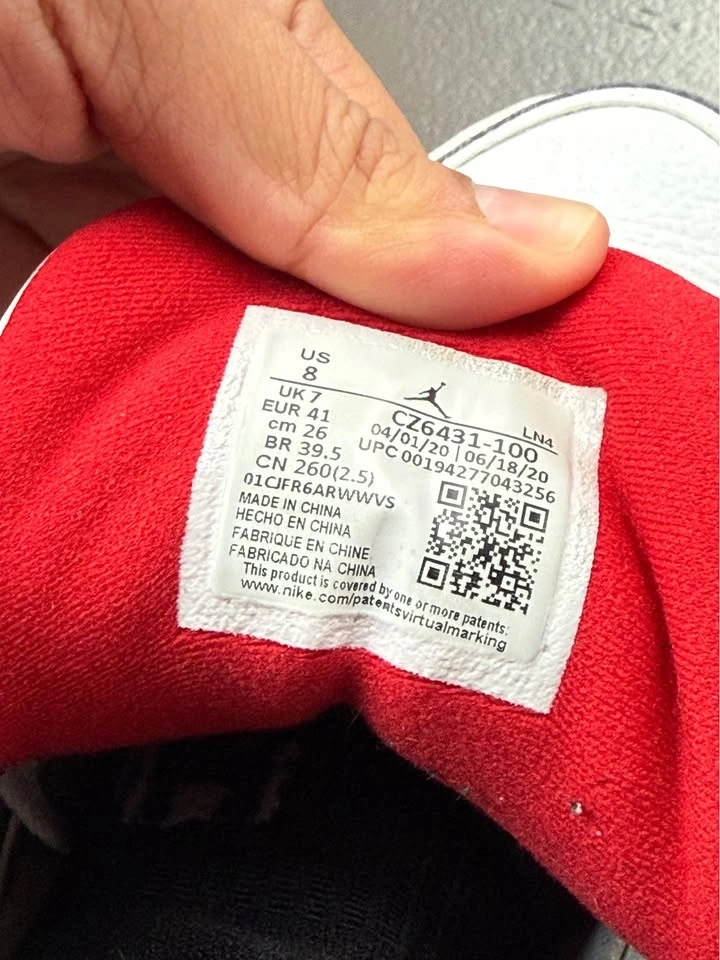 US
8
UK 7
EUR 41
cm 26
BR 39.5
CN 260(2.5)
LN4
CZ6431-100
04/01/20 | 06/18/20
UPC 00194277043256
01CJFR6ARWWVS
MADE IN CHINA
HECHO EN CHINA
FABRIQUE EN CHINE
FABRICADO NA CHINA
This product is covered by one or more patents:
www.nike.com/patentsvirtualmarking